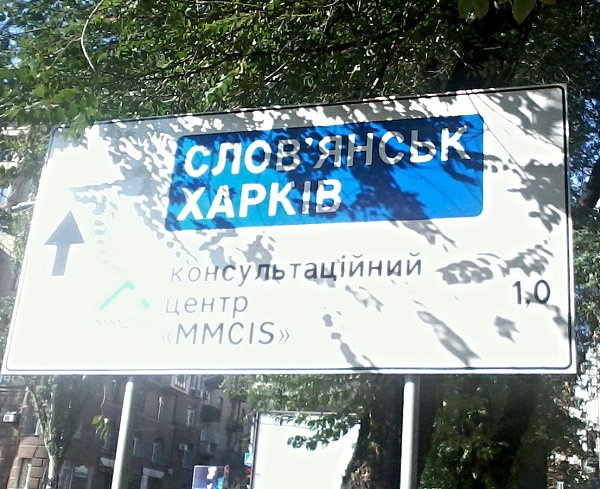 СЛОВ'ЯНСЬК
ХАРКІВ
консультаційний
центр
«MMCIS»
1,0